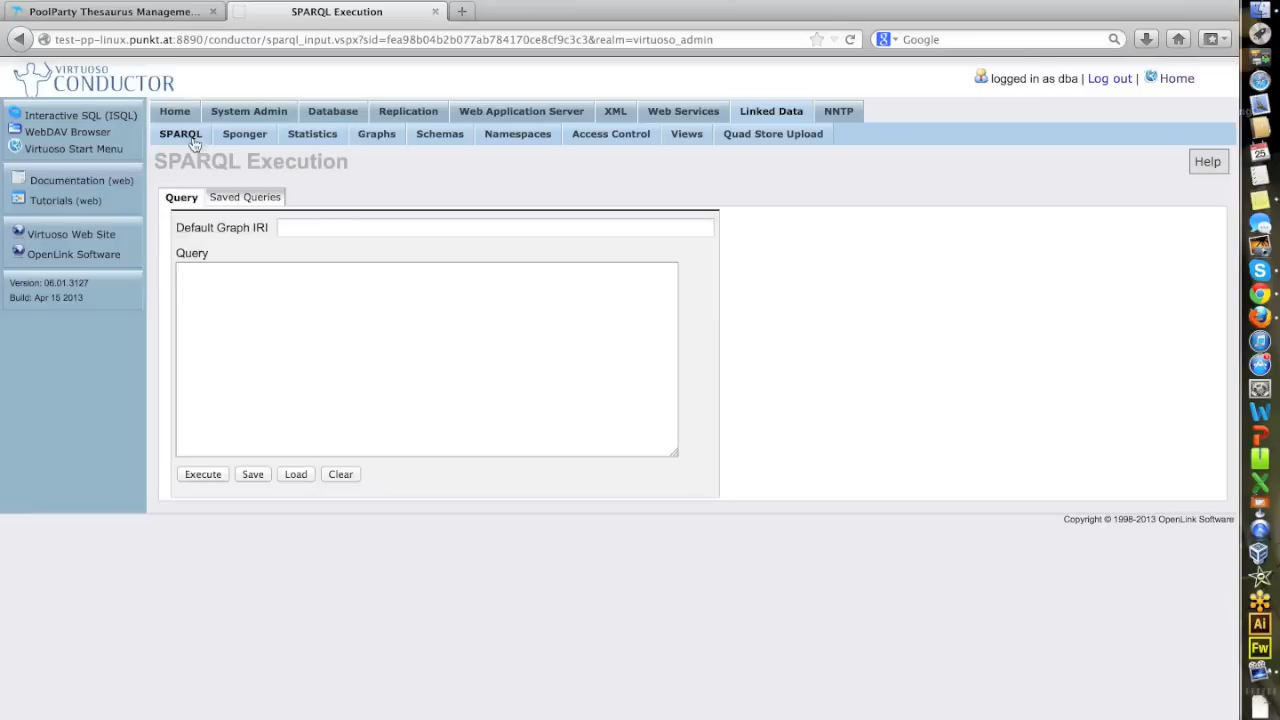 PoolParty Thesaurus Manageme...
SPARQL Execution
test-pp-linux.punkt.at:8890/conductor/sparql_input.vspx?sid=fea98b04b2b077ab784170ce8cf9c3c3&realm=virtuoso_admin
Google
VIRTUOSO
CONDUCTOR
logged in as dba | Log out | Home
Interactive SQL (ISQL)
WebDAV Browser
Virtuoso Start Menu
Documentation (web)
Tutorials (web)
Virtuoso Web Site
OpenLink Software
Version: 06.01.3127
Build: Apr 15 2013
Home System Admin Database Replication Web Application Server XML Web Services Linked Data NNTP
SPARQL Sponger Statistics Graphs Schemas Namespaces Access Control Views Quad Store Upload
SPARQL Execution
Help
Query Saved Queries
Default Graph IRI
Query
Execute Save Load Clear
Copyright © 1998-2013 OpenLink Software
25
Ai
Fw